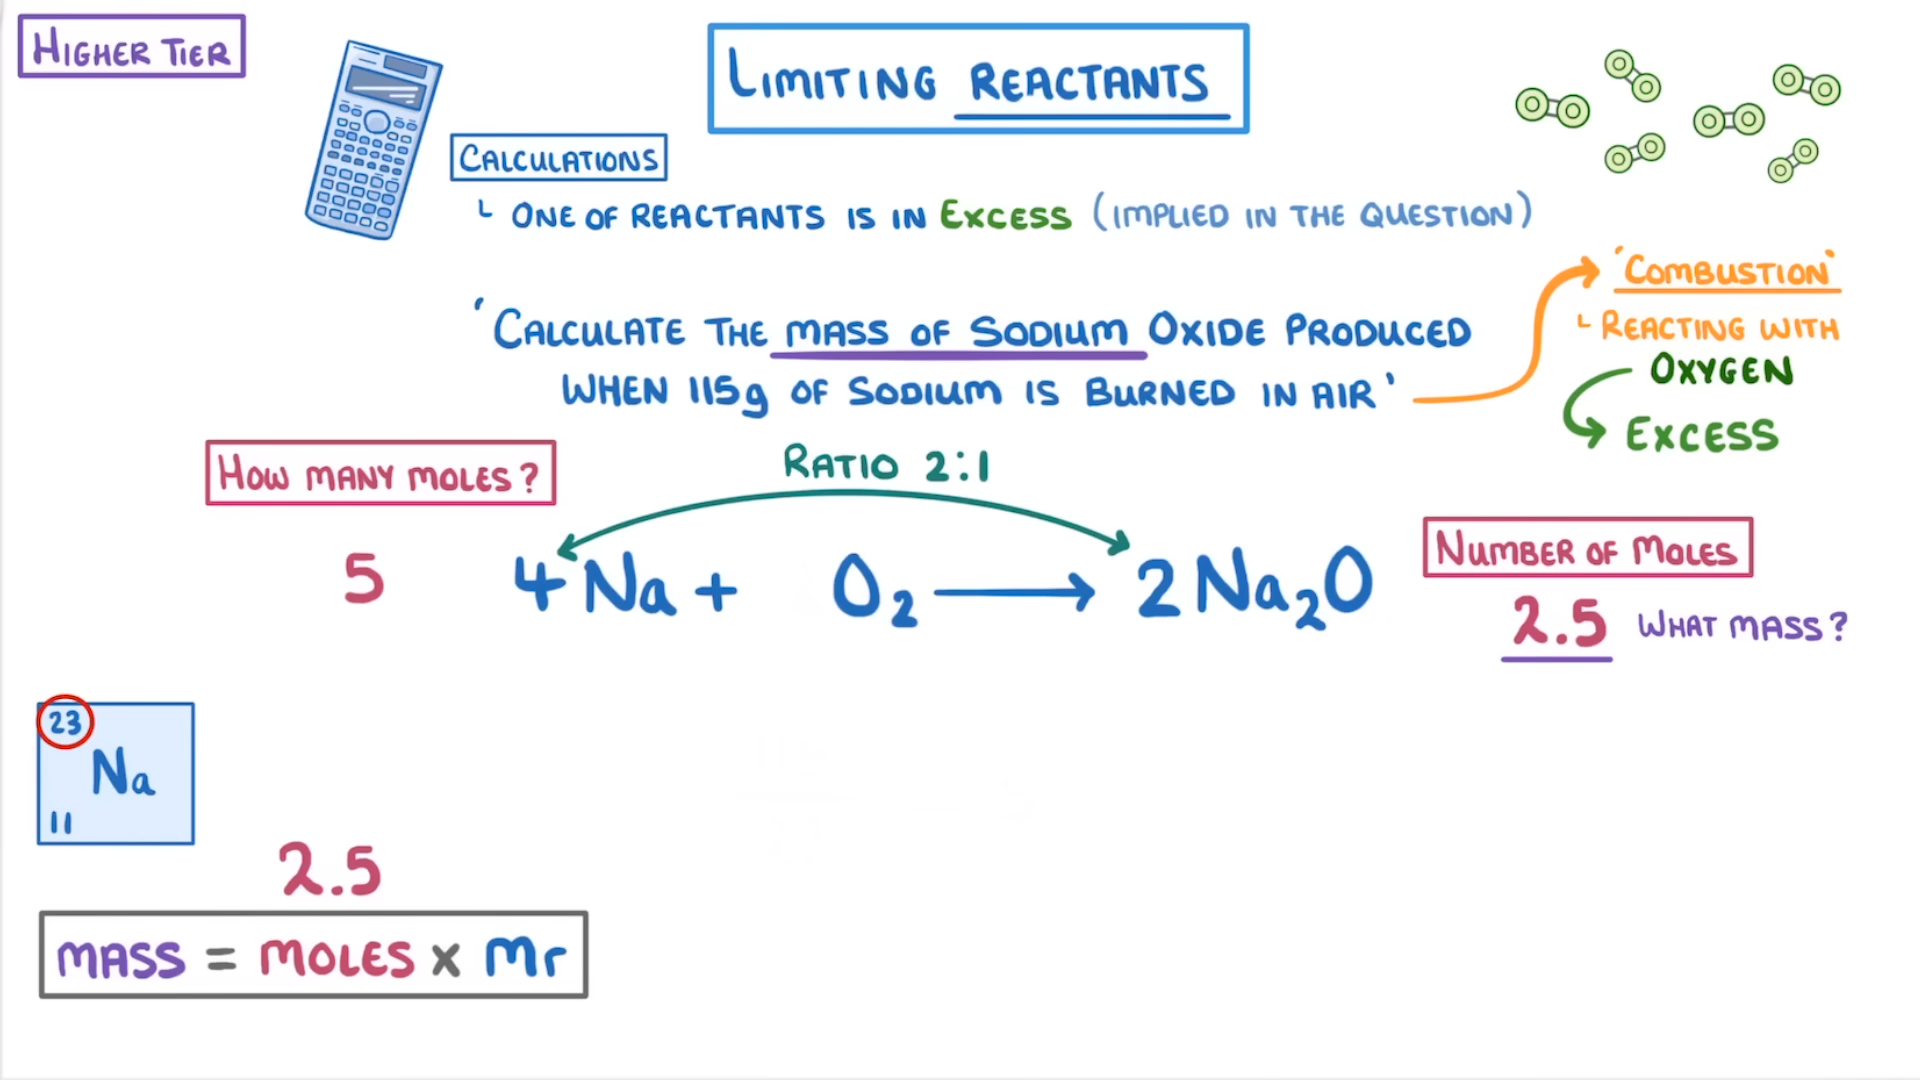 HIGHER TIER
LIMITING REACTANTS
CALCULATIONS
└ ONE OF REACTANTS IS IN EXCESS (IMPLIED IN THE QUESTION)
'CALCULATE THE MASS OF SODIUM OXIDE PRODUCED
WHEN 115g OF SODIUM IS BURNED IN AIR'
'COMBUSTION'
└ REACTING WITH
OXYGEN
EXCESS
HOW MANY MOLES?
RATIO 2:1
5
4Na + O₂ ⟶ 2Na₂O
NUMBER OF MOLES
2.5 WHAT MASS?
23
Na
11
2.5
MASS = MOLES x Mr